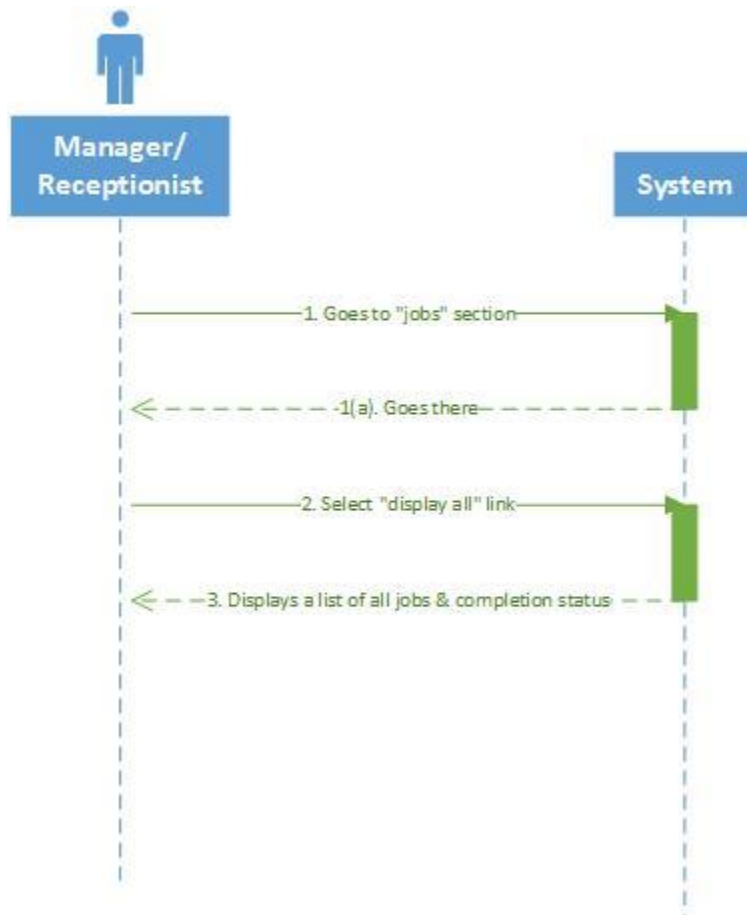 Manager/
Receptionist
System
1. Goes to "jobs" section
1(a). Goes there
2. Select "display all" link
3. Displays a list of all jobs & completion status